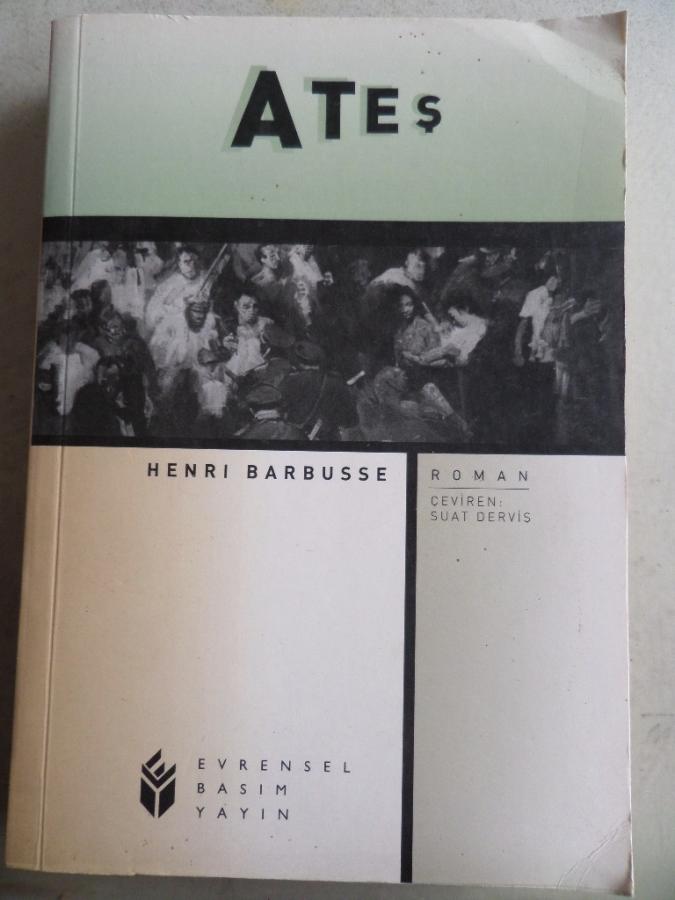 ATEŞ
HENRI BARBUSSE
ROMAN
ÇEVİREN:
SUAT DERVİŞ
EVRENSEL
BASIM
YAYIN